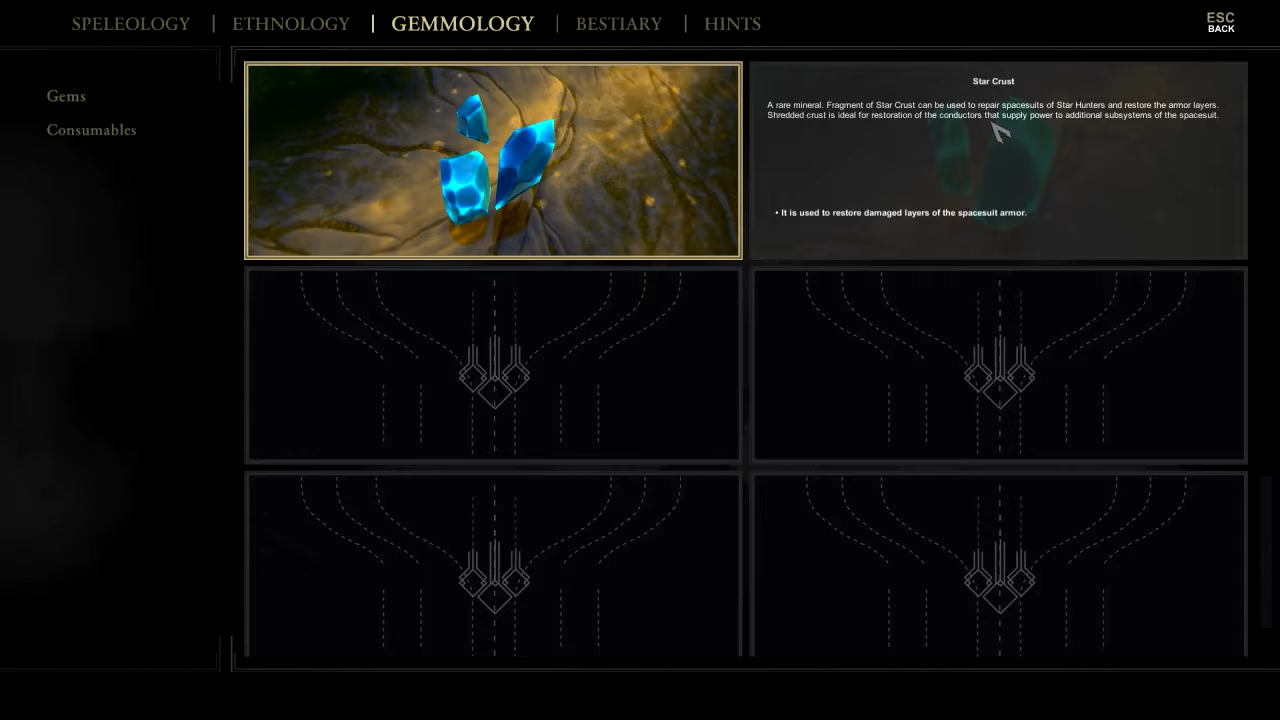 SPELEOLOGY | ETHNOLOGY | GEMMOLOGY | BESTIARY | HINTS
ESC
BACK
Gems
Consumables
Star Crust
A rare mineral. Fragment of Star Crust can be used to repair spacesuits of Star Hunters and restore the armor layers.
Shredded crust is ideal for restoration of the conductors that supply power to additional subsystems of the spacesuit.
• It is used to restore damaged layers of the spacesuit armor.